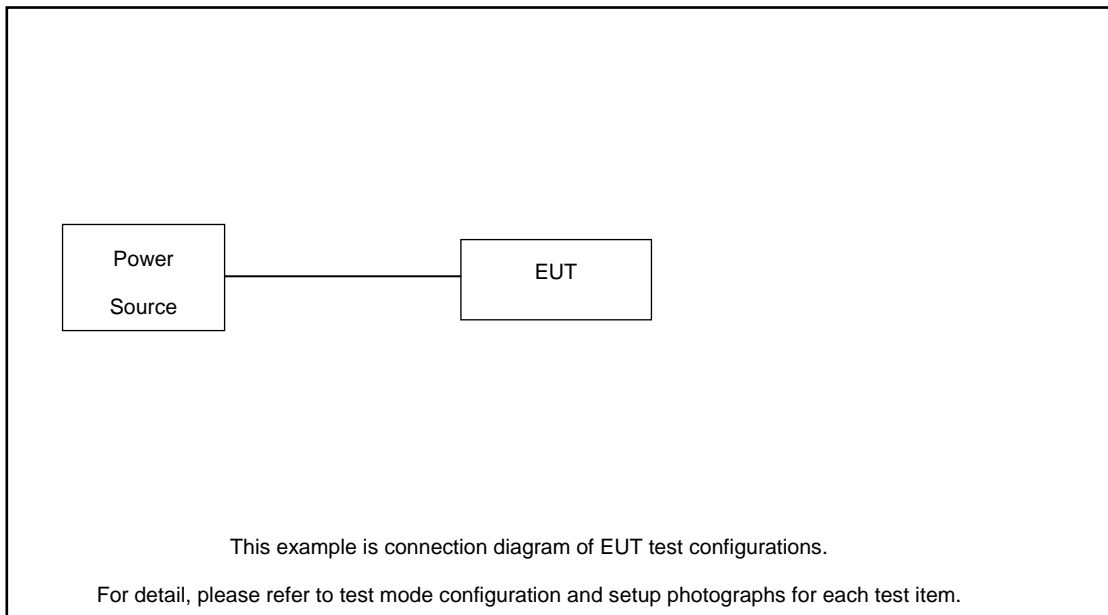 Power
Source
EUT
This example is connection diagram of EUT test configurations.
For detail, please refer to test mode configuration and setup photographs for each test item.